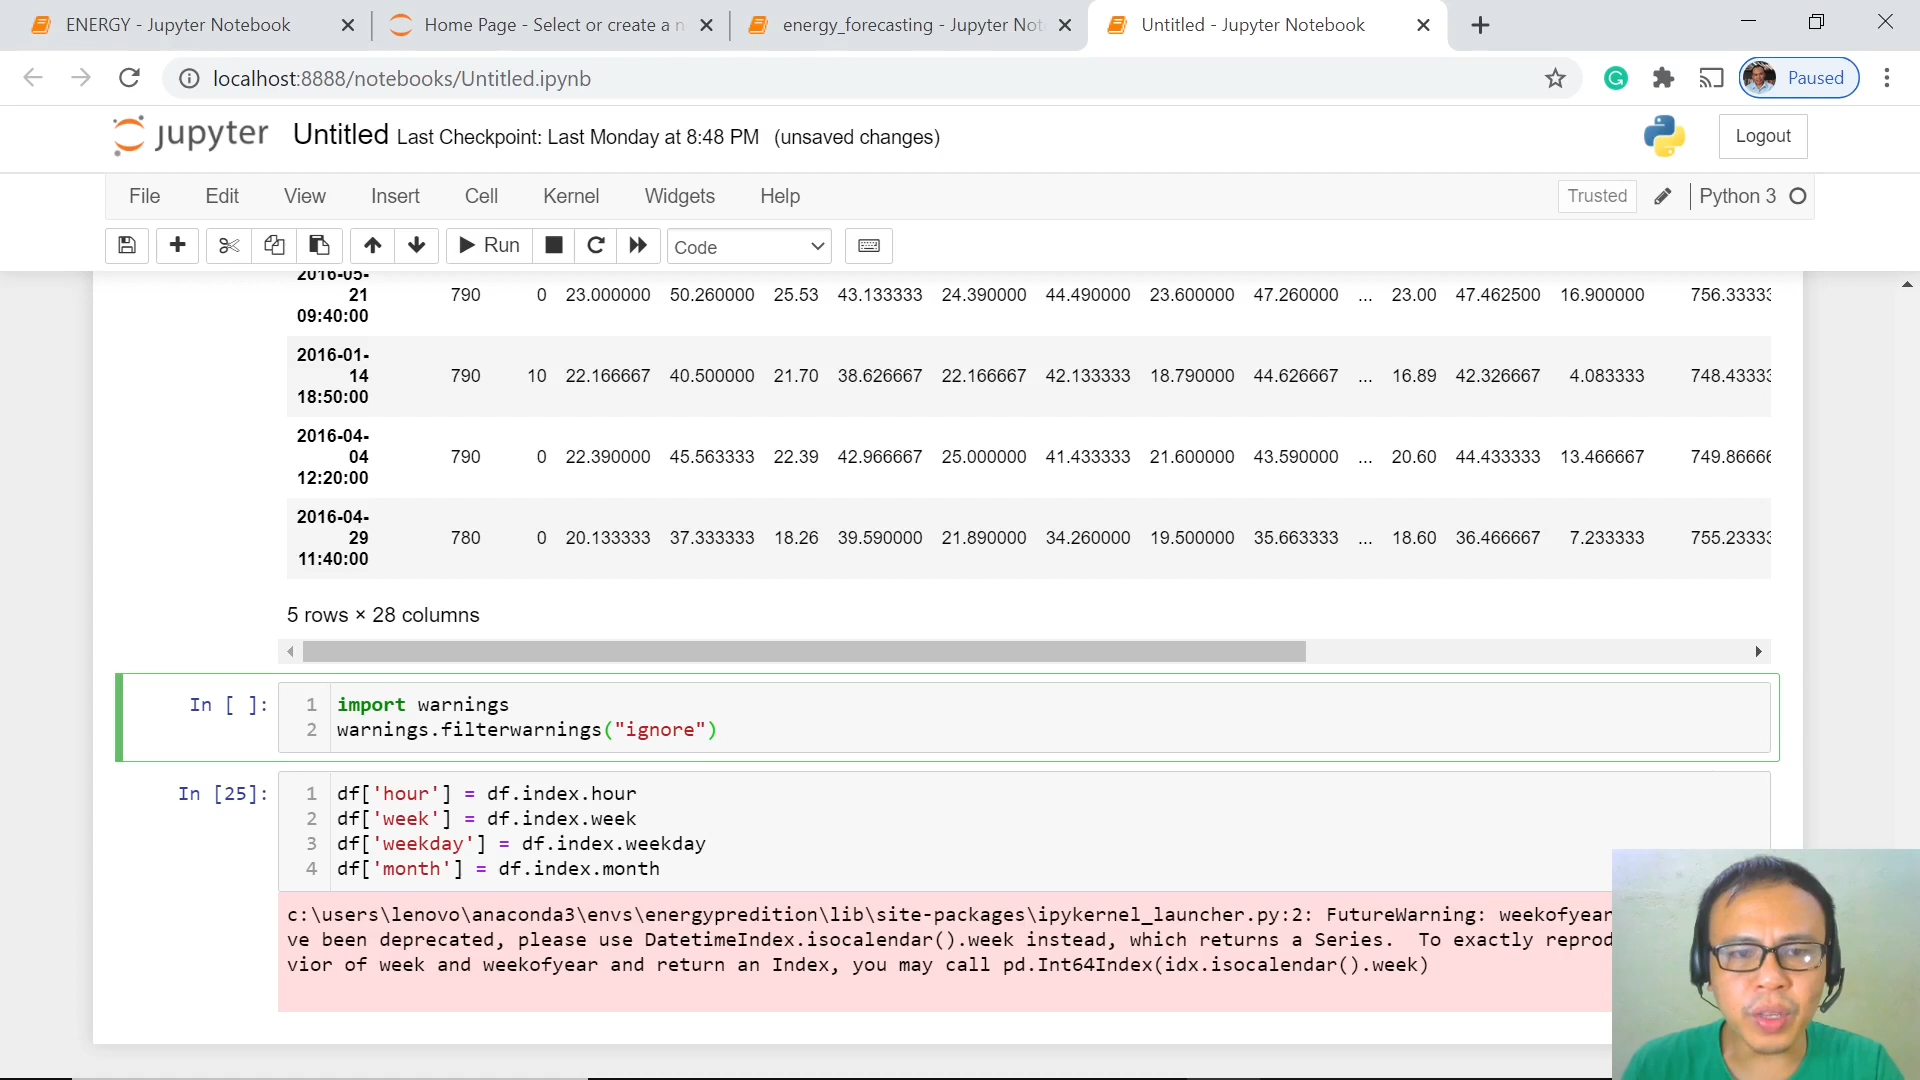 ENERGY - Jupyter Notebook
Home Page - Select or create a n
energy_forecasting - Jupyter Not
Untitled - Jupyter Notebook
localhost:8888/notebooks/Untitled.ipynb
Paused
jupyter Untitled Last Checkpoint: Last Monday at 8:48 PM (unsaved changes)
Logout
File Edit View Insert Cell Kernel Widgets Help
Trusted
Python 3
Run
Code
2016-05-
21 790 0 23.000000 50.260000 25.53 43.133333 24.390000 44.490000 23.600000 47.260000 ... 23.00 47.462500 16.900000 756.33333
09:40:00
2016-01-
14 790 10 22.166667 40.500000 21.70 38.626667 22.166667 42.133333 18.790000 44.626667 ... 16.89 42.326667 4.083333 748.43333
18:50:00
2016-04-
04 790 0 22.390000 45.563333 22.39 42.966667 25.000000 41.433333 21.600000 43.590000 ... 20.60 44.433333 13.466667 749.86666
12:20:00
2016-04-
29 780 0 20.133333 37.333333 18.26 39.590000 21.890000 34.260000 19.500000 35.663333 ... 18.60 36.466667 7.233333 755.23333
11:40:00
5 rows × 28 columns
In [ ]:
1 import warnings
2 warnings.filterwarnings("ignore")
In [25]:
1 df['hour'] = df.index.hour
2 df['week'] = df.index.week
3 df['weekday'] = df.index.weekday
4 df['month'] = df.index.month
c:\users\lenovo\anaconda3\envs\energypredition\lib\site-packages\ipykernel_launcher.py:2: FutureWarning: weekofyear
ve been deprecated, please use DatetimeIndex.isocalendar().week instead, which returns a Series. To exactly reprod
vior of week and weekofyear and return an Index, you may call pd.Int64Index(idx.isocalendar().week)